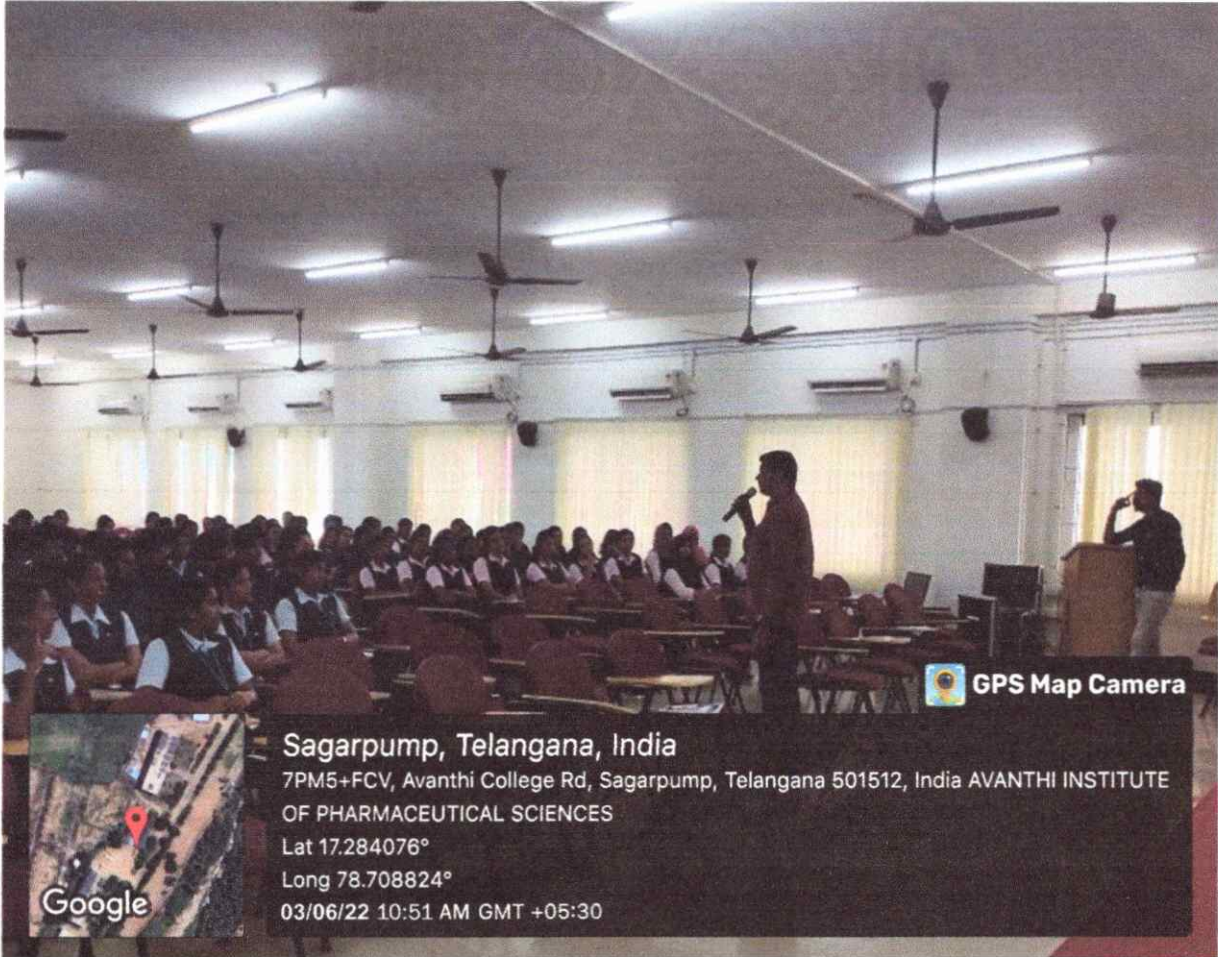 GPS Map Camera
Sagarpump, Telangana, India
7PM5+FCV, Avanthi College Rd, Sagarpump, Telangana 501512, India AVANTHI INSTITUTE
OF PHARMACEUTICAL SCIENCES
Lat 17.284076°
Long 78.708824°
03/06/22 10:51 AM GMT +05:30
Google